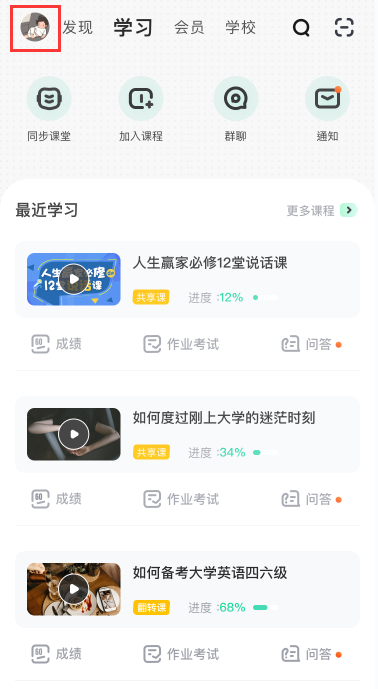 发现 学习 会员 学校
同步课堂 加入课程 群聊 通知
最近学习 更多课程
人生赢家必修12堂说话课
共享课 进度 :12%
成绩 作业考试 问答
如何度过刚上大学的迷茫时刻
共享课 进度 :34%
成绩 作业考试 问答
如何备考大学英语四六级
翻转课 进度 :68%
成绩 作业考试 问答